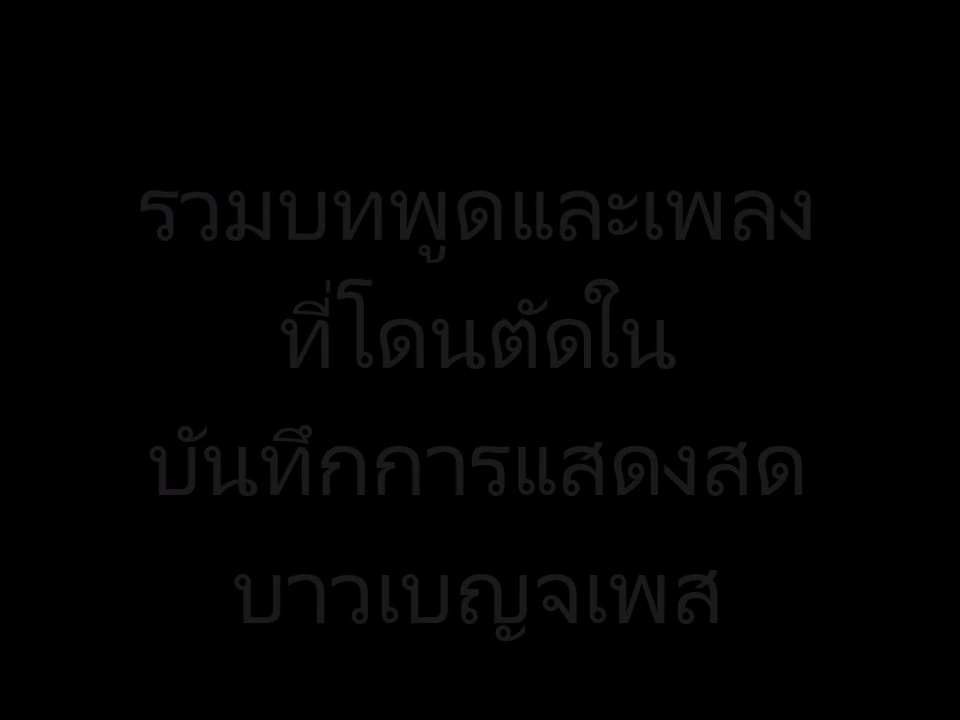 รวมบทพูดและเพลง
ที่โดนตัดใน
บันทึกการแสดงสด
บาวเบญจเพส